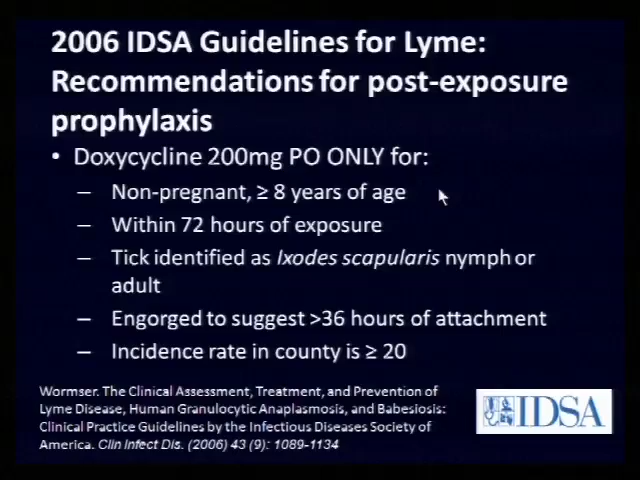 2006 IDSA Guidelines for Lyme:
Recommendations for post-exposure
prophylaxis
• Doxycycline 200mg PO ONLY for:
– Non-pregnant, ≥ 8 years of age
– Within 72 hours of exposure
– Tick identified as Ixodes scapularis nymph or
adult
– Engorged to suggest >36 hours of attachment
– Incidence rate in county is ≥ 20
Wormser. The Clinical Assessment, Treatment, and Prevention of
Lyme Disease, Human Granulocytic Anaplasmosis, and Babesiosis:
Clinical Practice Guidelines by the Infectious Diseases Society of
America. Clin Infect Dis. (2006) 43 (9): 1089-1134
IDSA